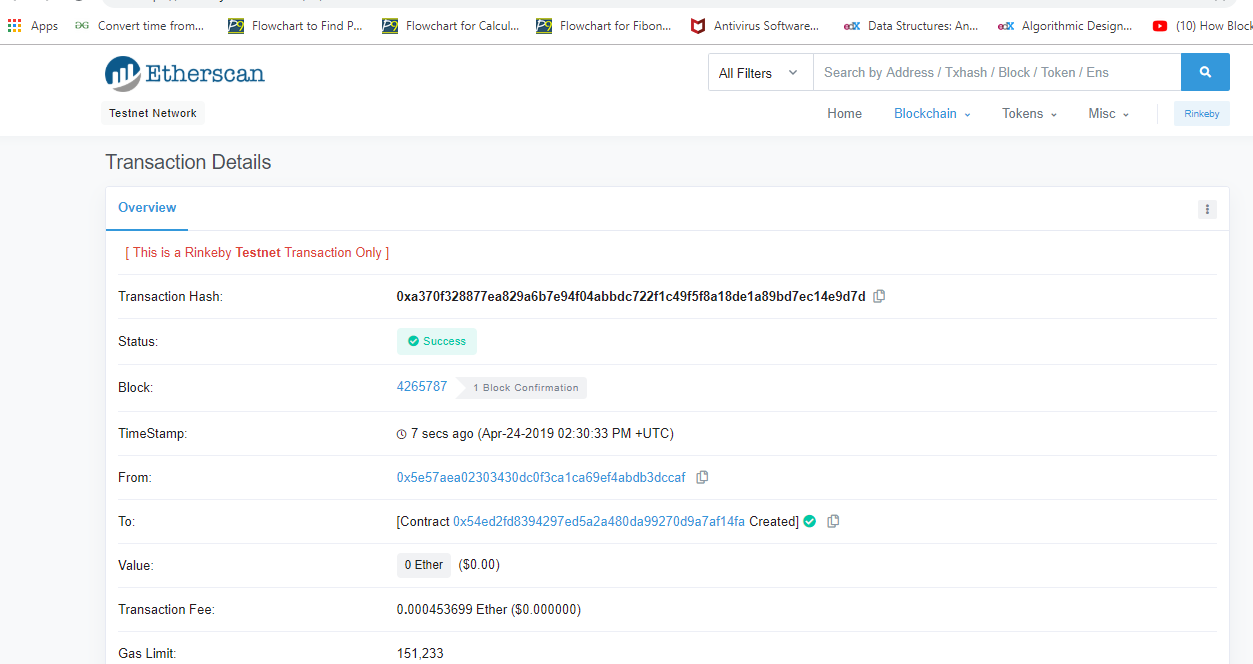 Apps Convert time from... Flowchart to Find P... Flowchart for Calcul... Flowchart for Fibon... Antivirus Software... edX Data Structures: An... edX Algorithmic Design... (10) How Block
Etherscan
All Filters Search by Address / Txhash / Block / Token / Ens
Testnet Network
Home Blockchain Tokens Misc Rinkeby
Transaction Details
Overview
[ This is a Rinkeby Testnet Transaction Only ]
Transaction Hash: 0xa370f328877ea829a6b7e94f04abbdc722f1c49f5f8a18de1a89bd7ec14e9d7d
Status: Success
Block: 4265787 1 Block Confirmation
TimeStamp: 7 secs ago (Apr-24-2019 02:30:33 PM +UTC)
From: 0x5e57aea02303430dc0f3ca1ca69ef4abdb3dccaf
To: [Contract 0x54ed2fd8394297ed5a2a480da99270d9a7af14fa Created]
Value: 0 Ether ($0.00)
Transaction Fee: 0.000453699 Ether ($0.000000)
Gas Limit: 151,233